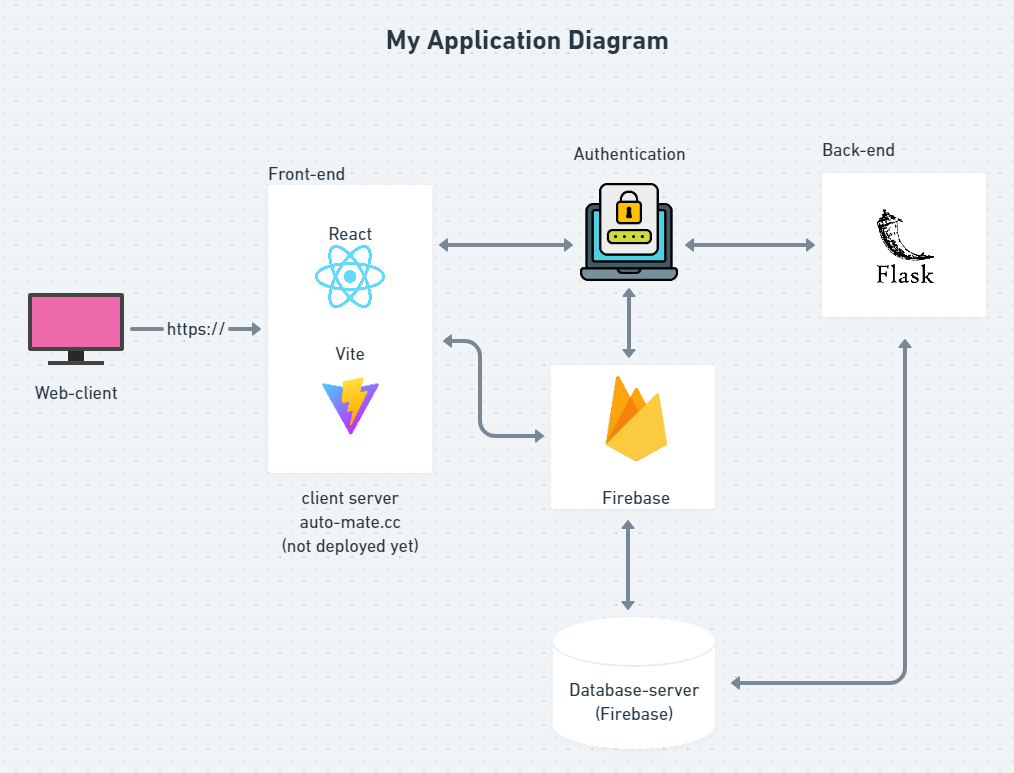 My Application Diagram
Authentication
Back-end
Front-end
React
Flask
https://
Vite
Web-client
client server
auto-mate.cc
(not deployed yet)
Firebase
Database-server
(Firebase)